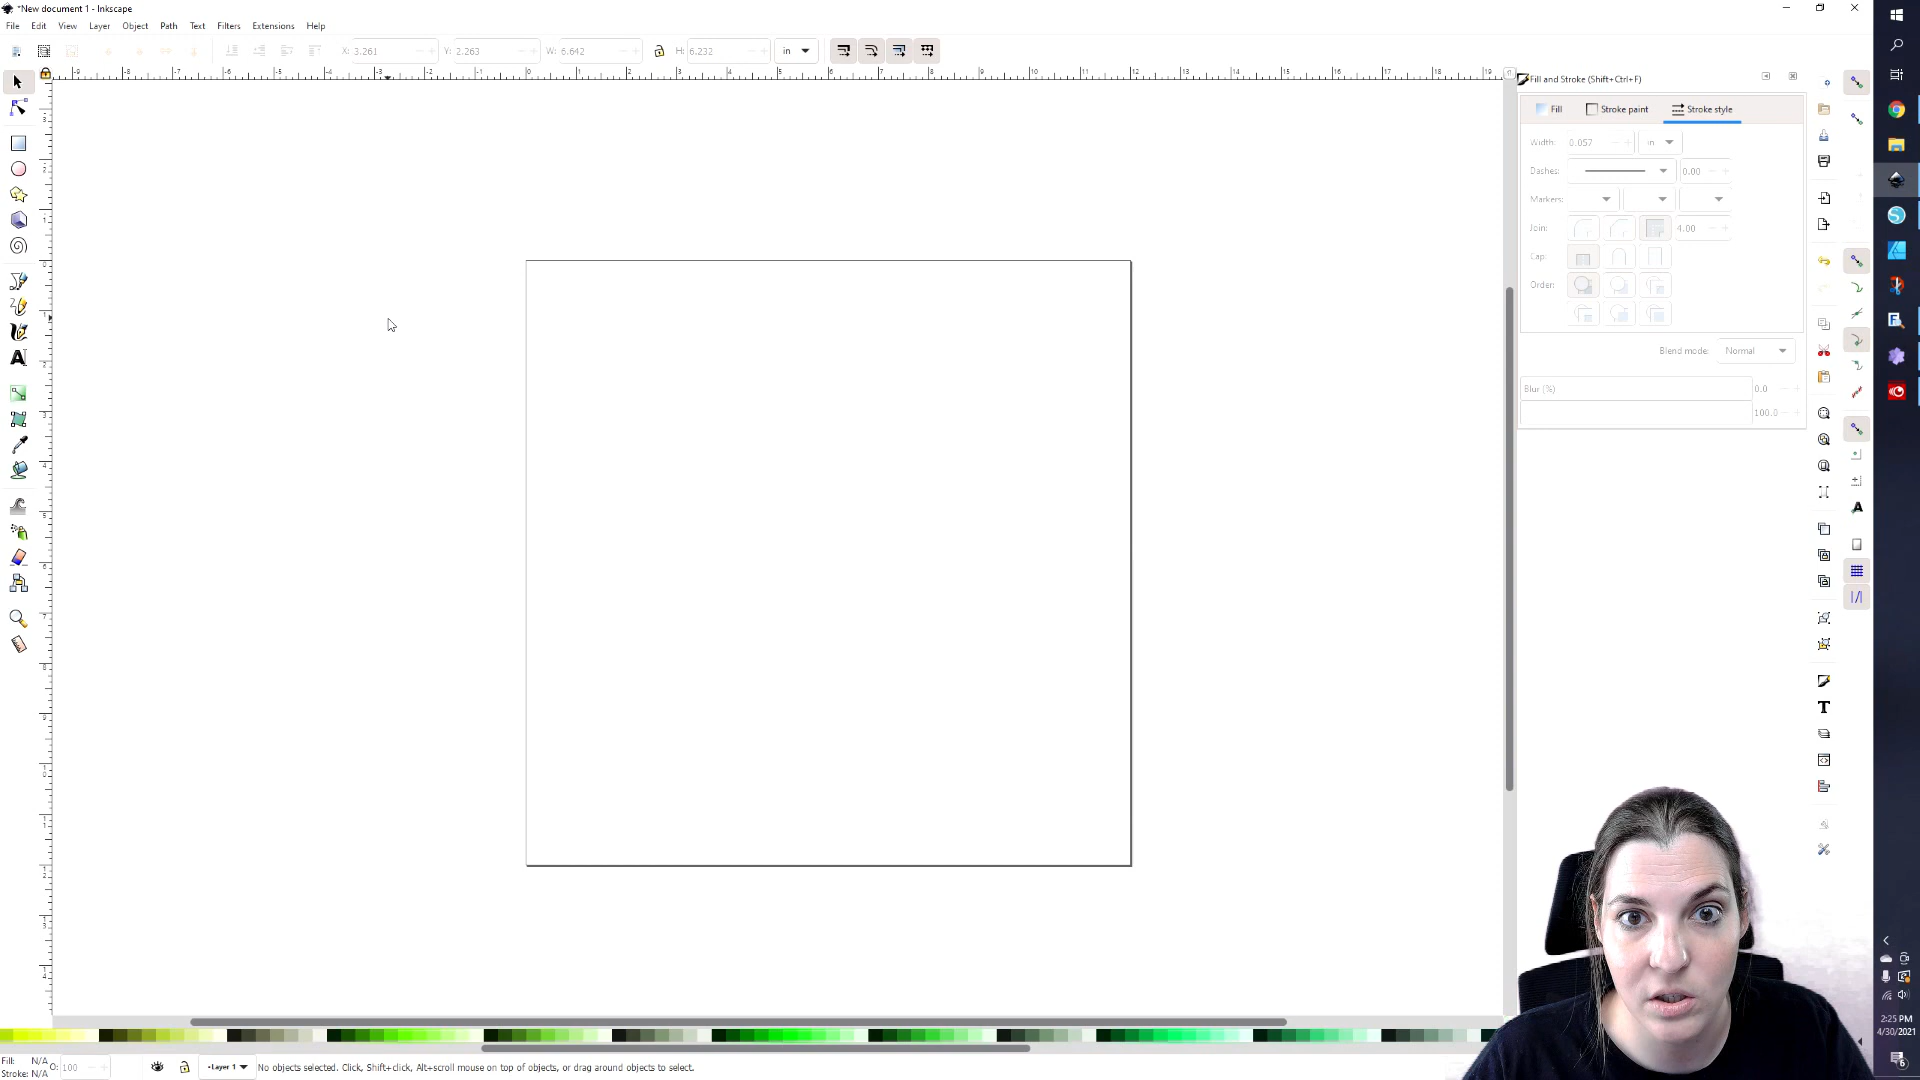 *New document 1 - Inkscape
File Edit View Layer Object Path Text Filters Extensions Help
X: 3.261 Y: 2.263 W: 6.642 H: 6.232 in
Fill and Stroke (Shift+Ctrl+F)
Fill Stroke paint Stroke style
Width: 0.057 in
Dashes: 0.00
Markers:
Join: 4.00
Cap:
Order:
Blend mode: Normal
Blur (%) 0.0
100.0
Fill: N/A
Stroke: N/A
O: 100
•Layer 1
No objects selected. Click, Shift+click, Alt+scroll mouse on top of objects, or drag around objects to select.
2:25 PM
4/30/2021